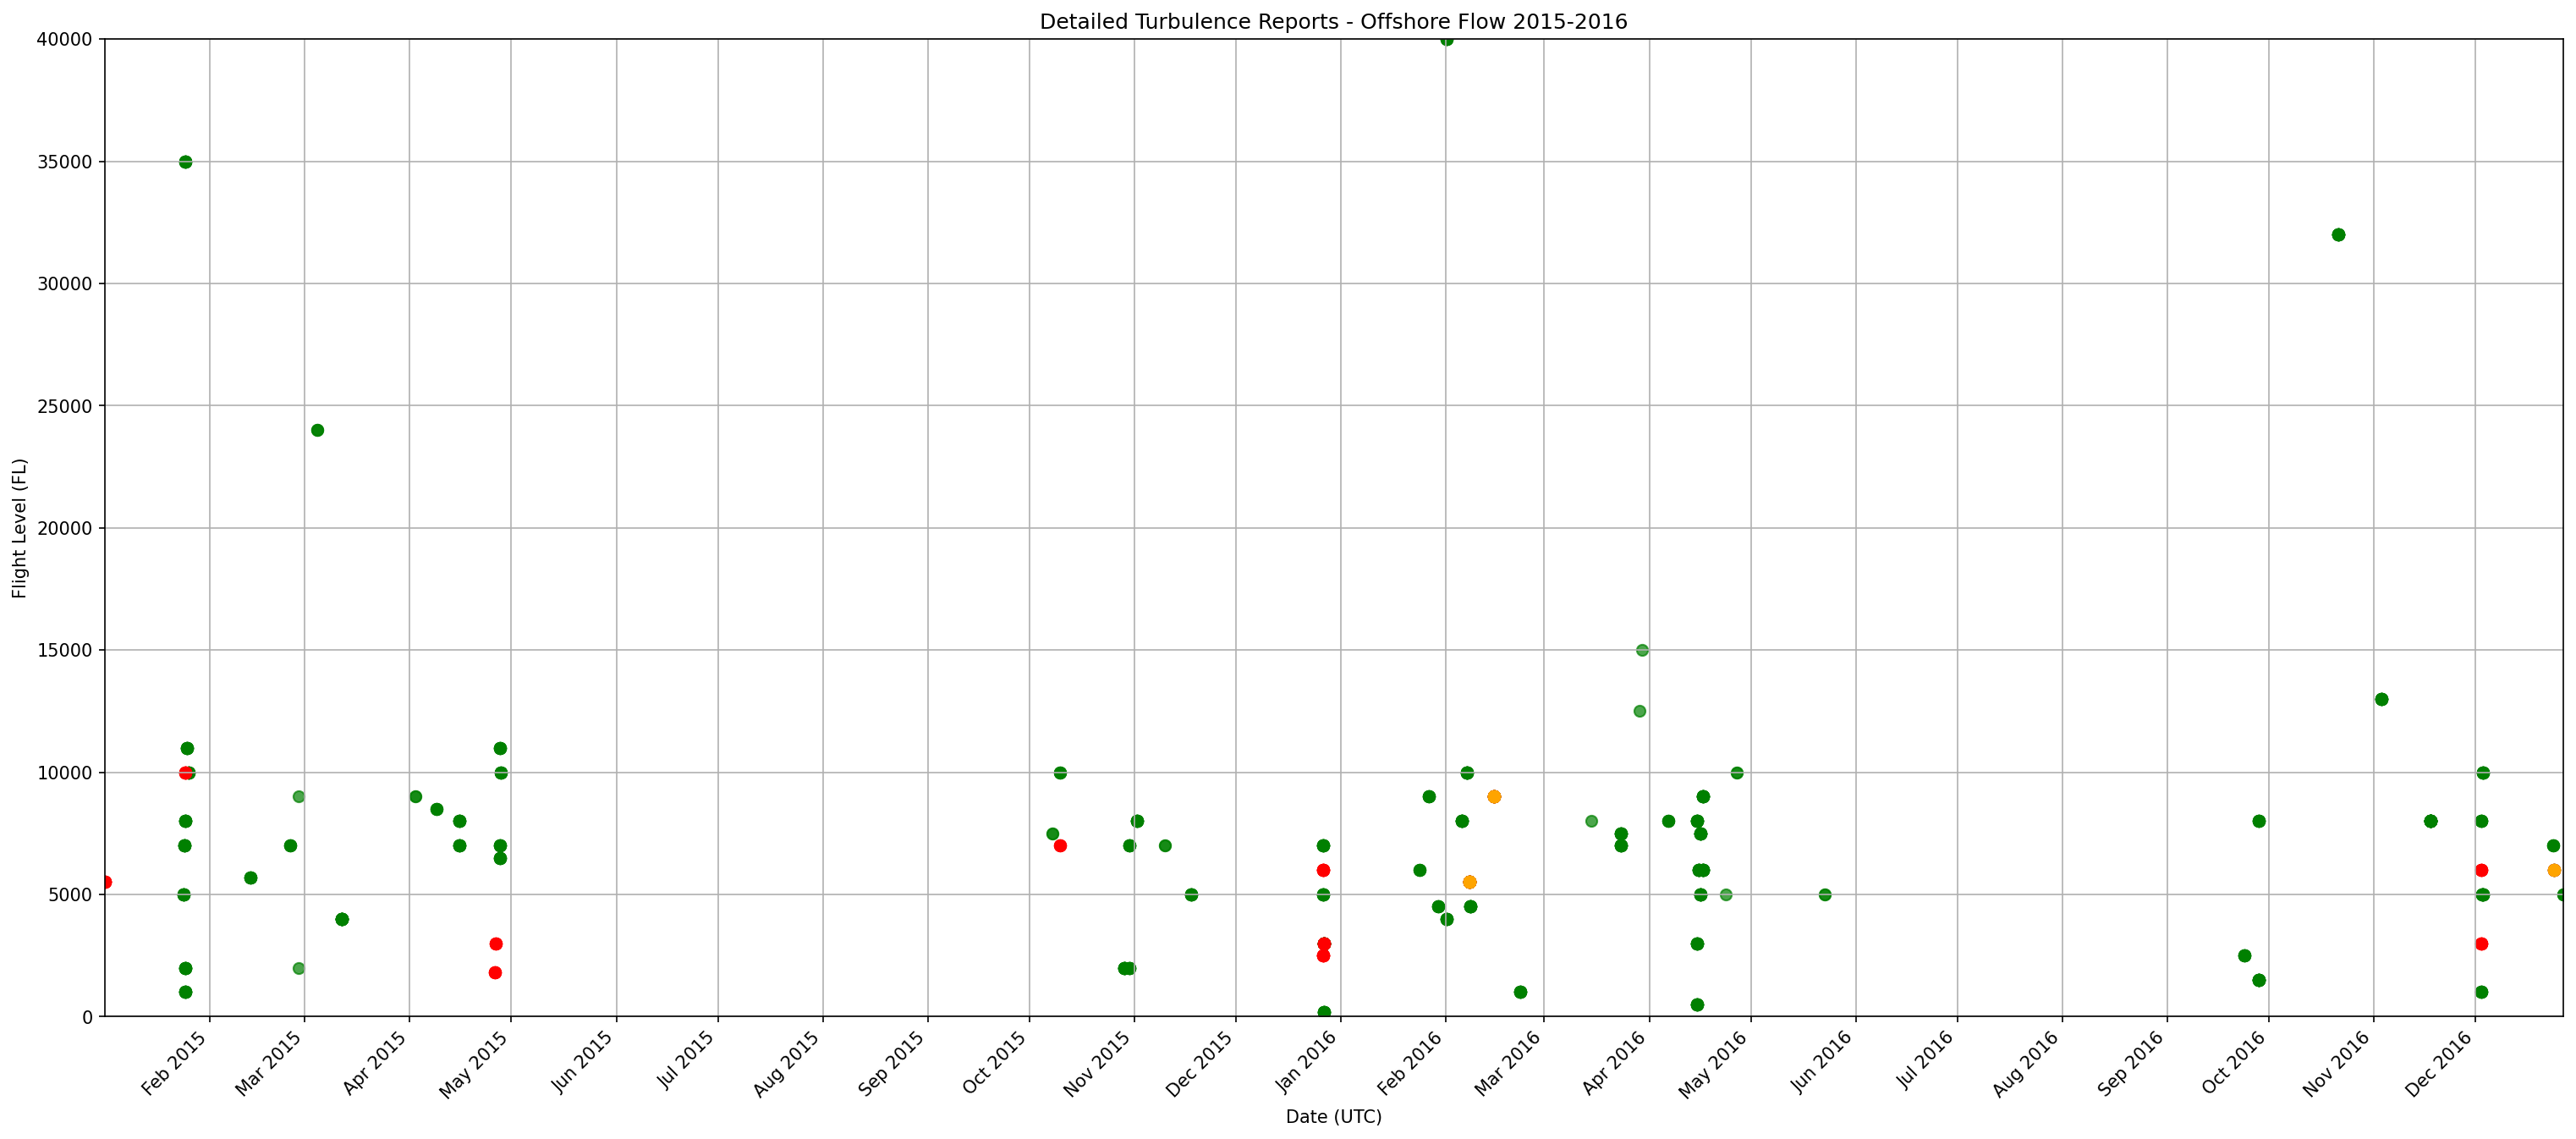 Detailed Turbulence Reports - Offshore Flow 2015-2016
40000
35000
30000
25000
20000
15000
10000
5000
0
Flight Level (FL)
Feb 2015
Mar 2015
Apr 2015
May 2015
Jun 2015
Jul 2015
Aug 2015
Sep 2015
Oct 2015
Nov 2015
Dec 2015
Jan 2016
Feb 2016
Mar 2016
Apr 2016
May 2016
Jun 2016
Jul 2016
Aug 2016
Sep 2016
Oct 2016
Nov 2016
Dec 2016
Date (UTC)